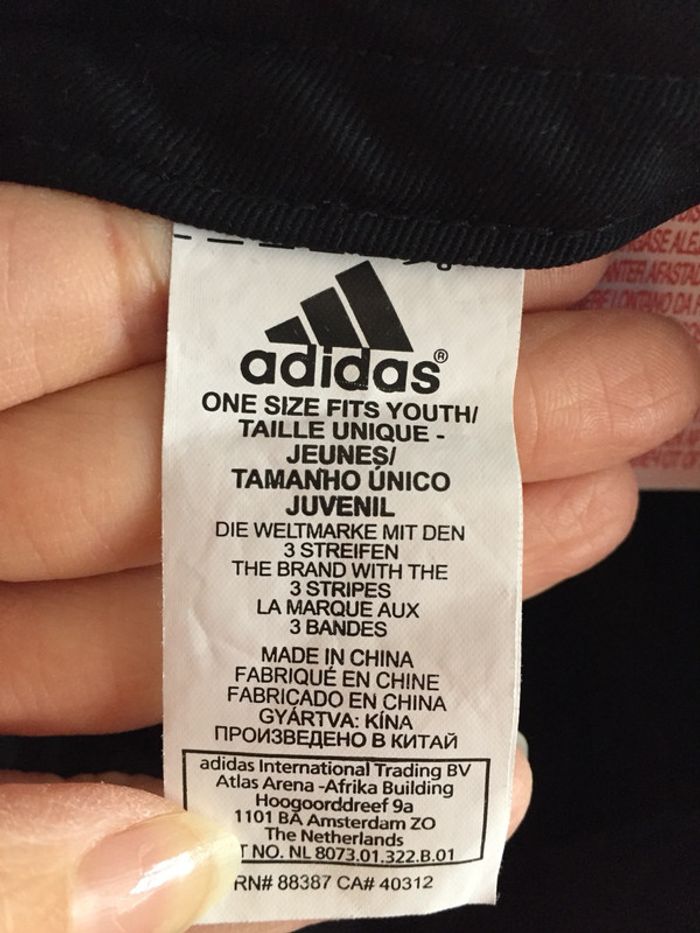 adidas®
ONE SIZE FITS YOUTH/
TAILLE UNIQUE -
JEUNES/
TAMANHO ÚNICO
JUVENIL
DIE WELTMARKE MIT DEN
3 STREIFEN
THE BRAND WITH THE
3 STRIPES
LA MARQUE AUX
3 BANDES
MADE IN CHINA
FABRIQUÉ EN CHINE
FABRICADO EN CHINA
GYÁRTVA: KÍNA
ПРОИЗВЕДЕНО В КИТАЙ
adidas International Trading BV
Atlas Arena -Afrika Building
Hoogoorddreef 9a
1101 BA Amsterdam ZO
The Netherlands
T NO. NL 8073.01.322.B.01
RN# 88387 CA# 40312
ANTER AFASTAD